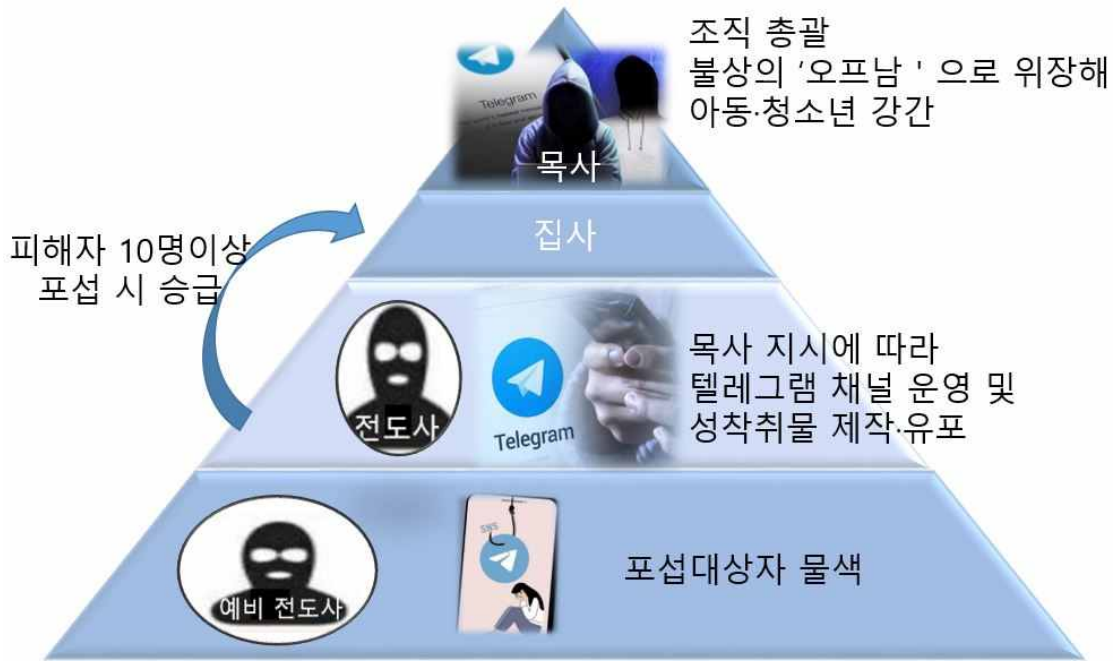 조직 총괄
불상의 '오프남 ' 으로 위장해
아동·청소년 강간
Telegram
목사
집사
피해자 10명이상
포섭 시 승급
목사 지시에 따라
텔레그램 채널 운영 및
성착취물 제작·유포
전도사
Telegram
SNS
포섭대상자 물색
예비 전도사